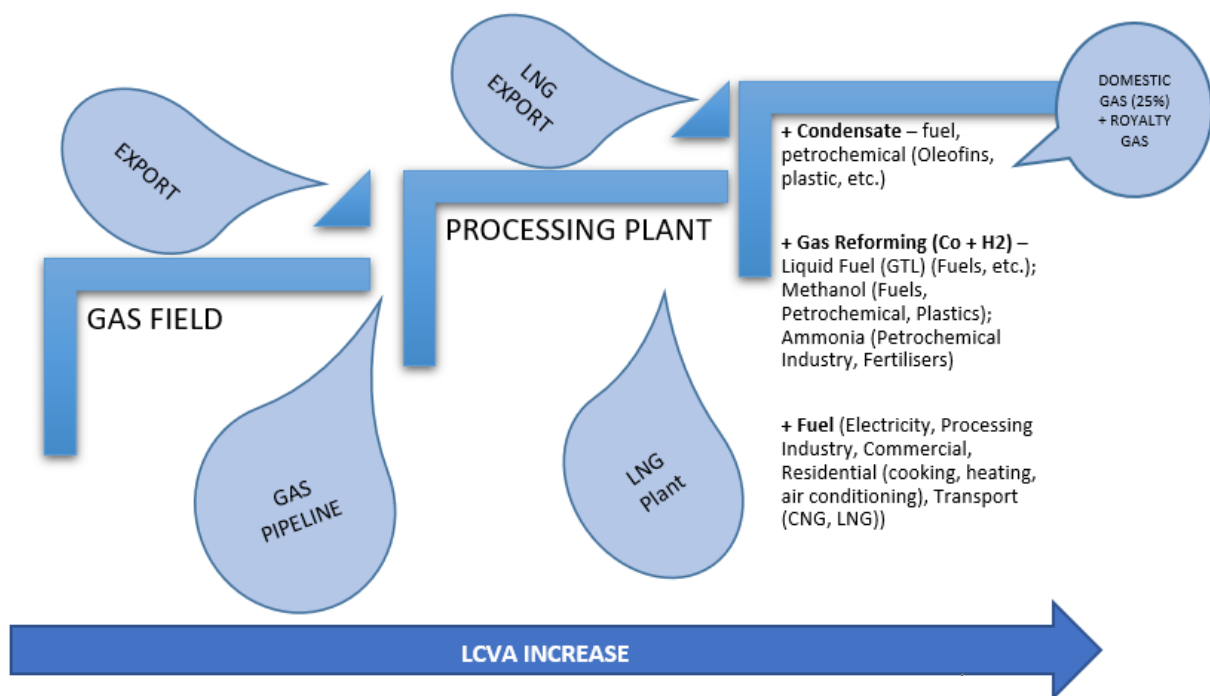 EXPORT
GAS FIELD
GAS
PIPELINE
LNG
EXPORT
PROCESSING PLANT
LNG
Plant
DOMESTIC
GAS (25%)
+ ROYALTY
GAS
+ Condensate – fuel,
petrochemical (Oleofins,
plastic, etc.)
+ Gas Reforming (Co + H2) –
Liquid Fuel (GTL) (Fuels, etc.);
Methanol (Fuels,
Petrochemical, Plastics);
Ammonia (Petrochemical
Industry, Fertilisers)
+ Fuel (Electricity, Processing
Industry, Commercial,
Residential (cooking, heating,
air conditioning), Transport
(CNG, LNG))
LCVA INCREASE